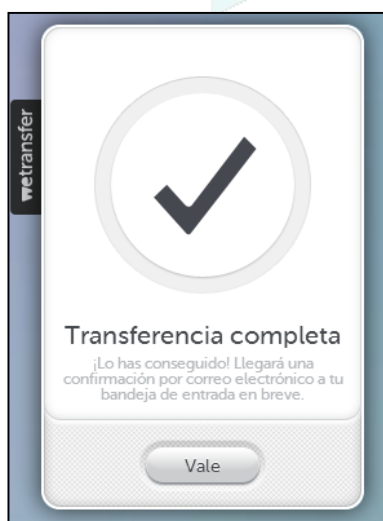 wetransfer
Transferencia completa
¡Lo has conseguido! Llegará una
confirmación por correo electrónico a tu
bandeja de entrada en breve.
Vale